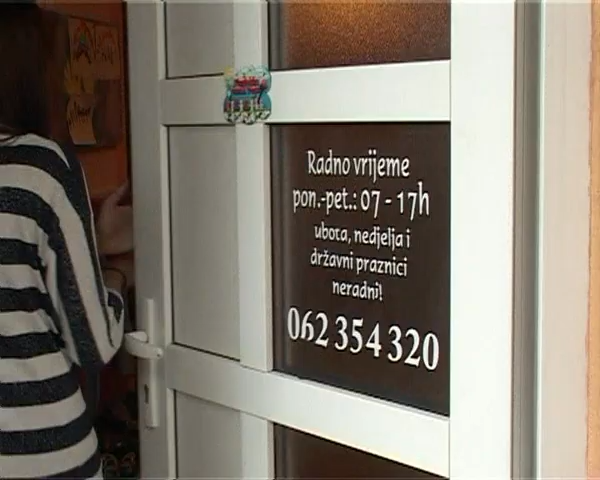 Radno vrijeme
pon.-pet.: 07 - 17h
ubota, nedjelja i
državni praznici
neradni!
062 354 320